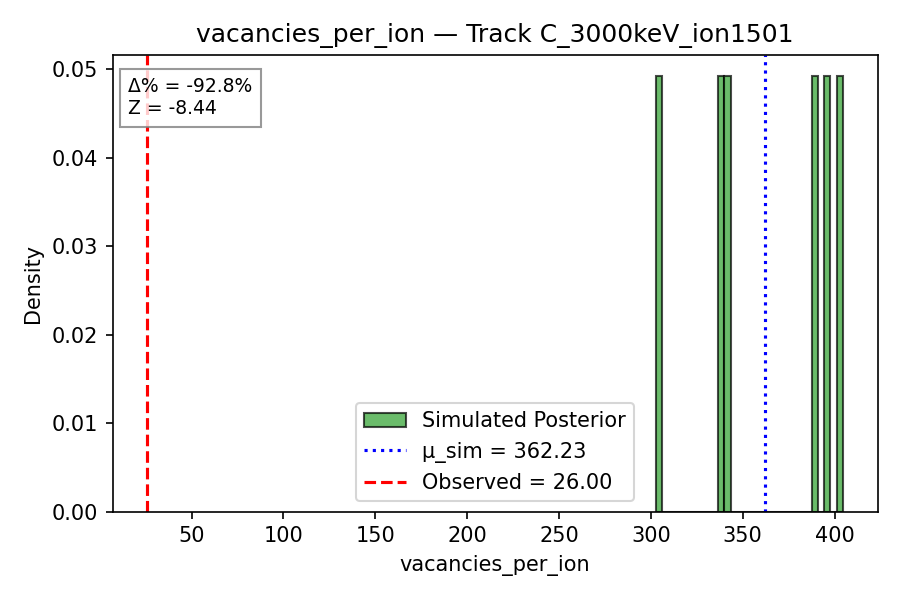 vacancies_per_ion — Track C_3000keV_ion1501
Δ% = -92.8%
Z = -8.44
0.05
0.04
0.03
0.02
0.01
0.00
Density
Simulated Posterior
μ_sim = 362.23
Observed = 26.00
50
100
150
200
250
300
350
400
vacancies_per_ion